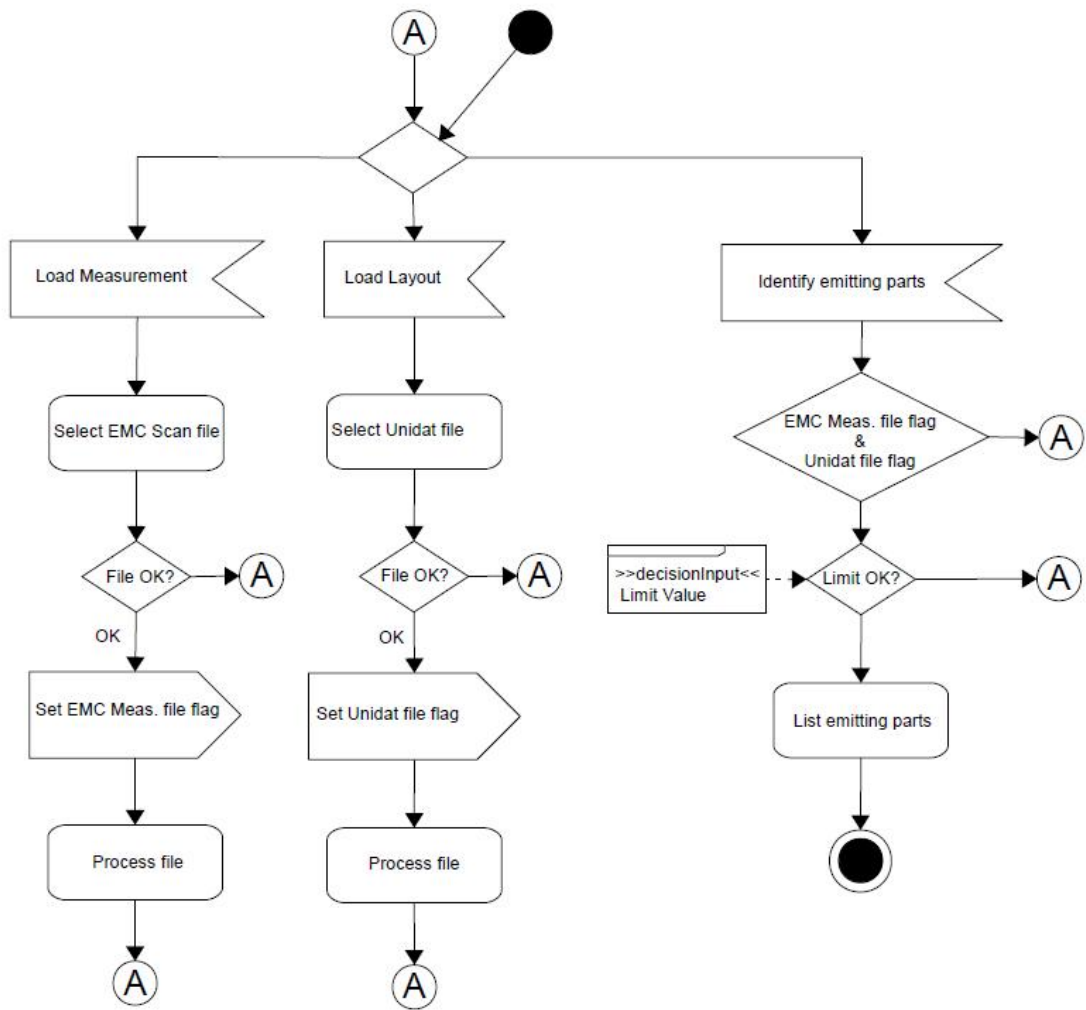 A
Load Measurement
Load Layout
Identify emitting parts
Select EMC Scan file
Select Unidat file
EMC Meas. file flag
&
Unidat file flag
A
File OK?
A
File OK?
A
>>decisionInput<<
Limit Value
Limit OK?
A
OK
OK
Set EMC Meas. file flag
Set Unidat file flag
List emitting parts
Process file
Process file
A
A